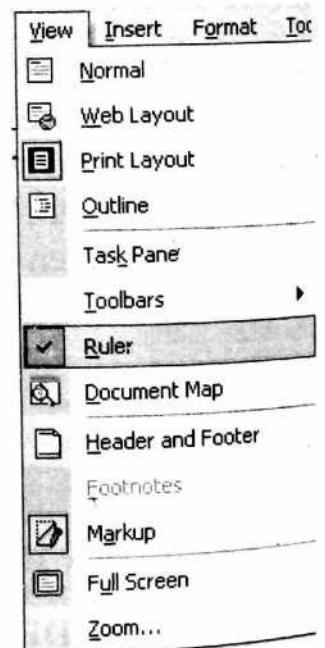 View Insert Format Too
Normal
Web Layout
Print Layout
Outline
Task Pane
Toolbars
Ruler
Document Map
Header and Footer
Footnotes
Markup
Full Screen
Zoom...